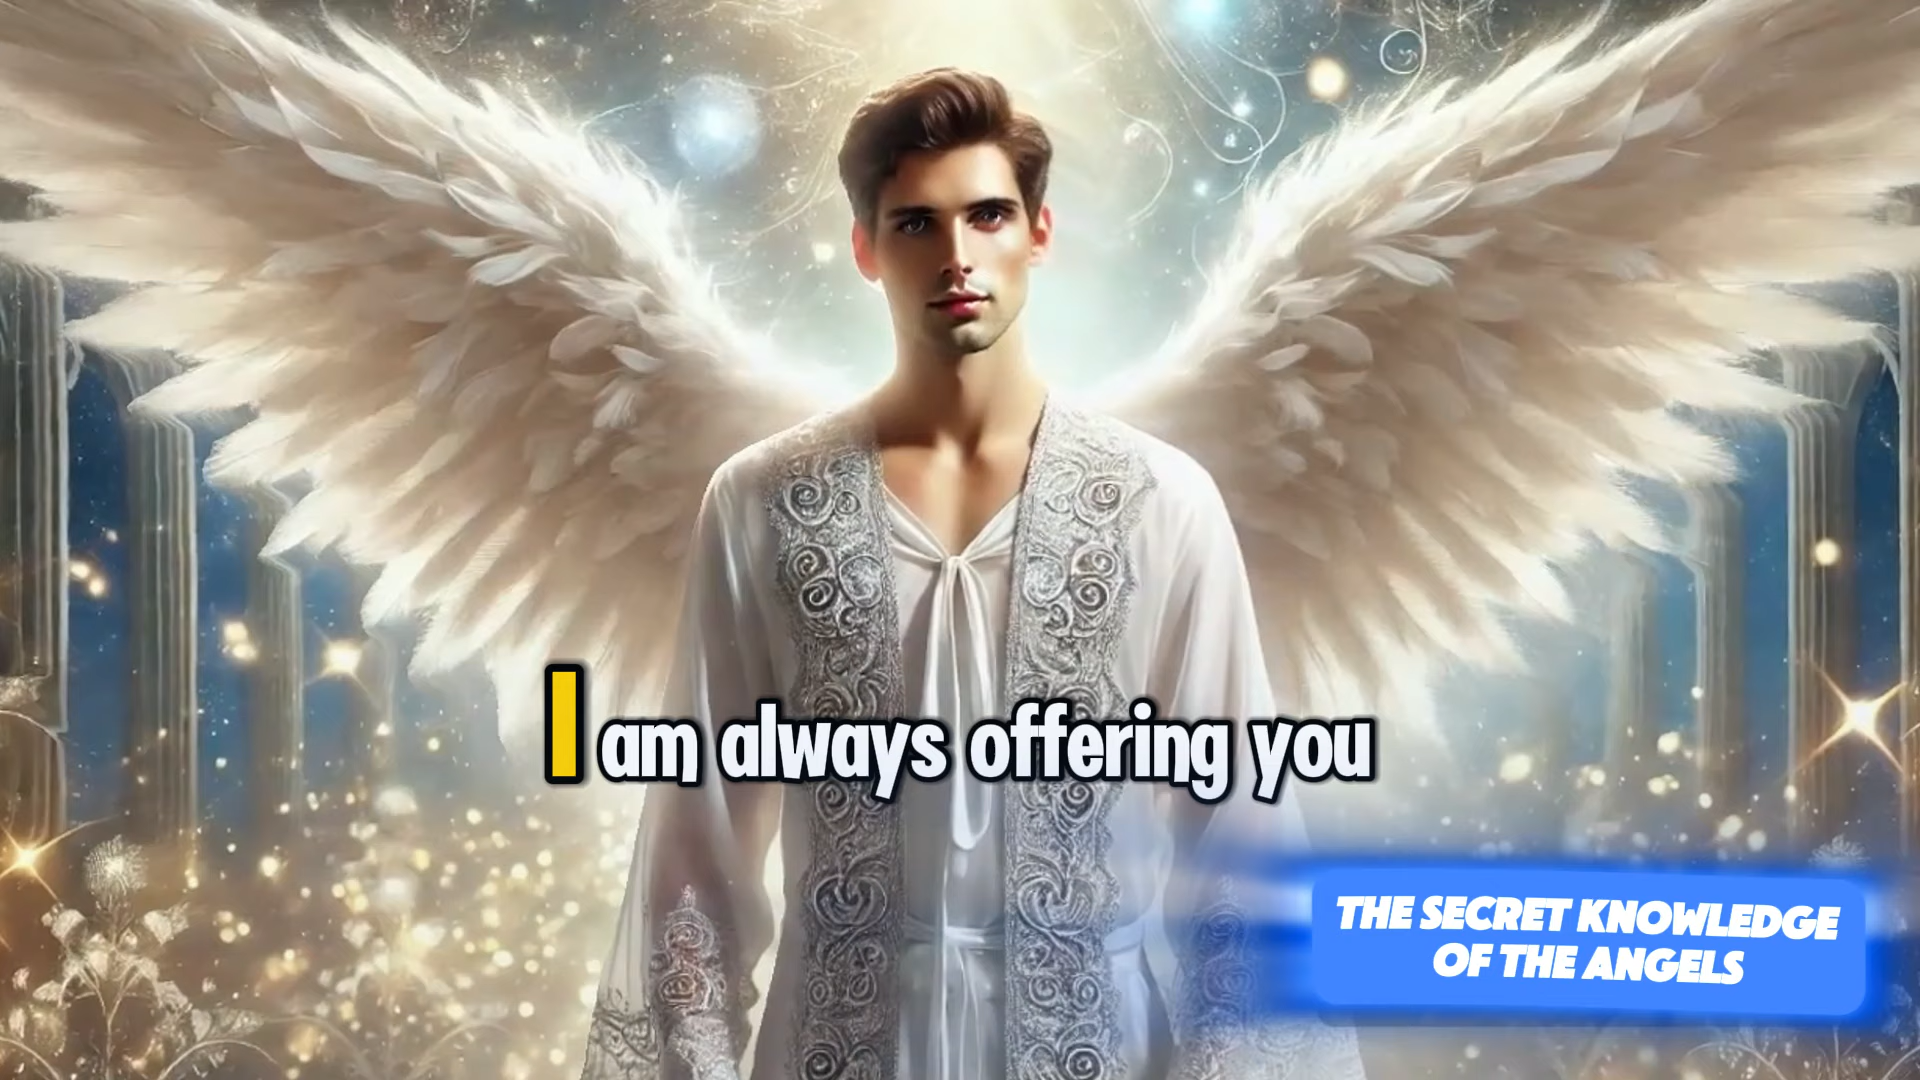 I am always offering you
THE SECRET KNOWLEDGE
OF THE ANGELS